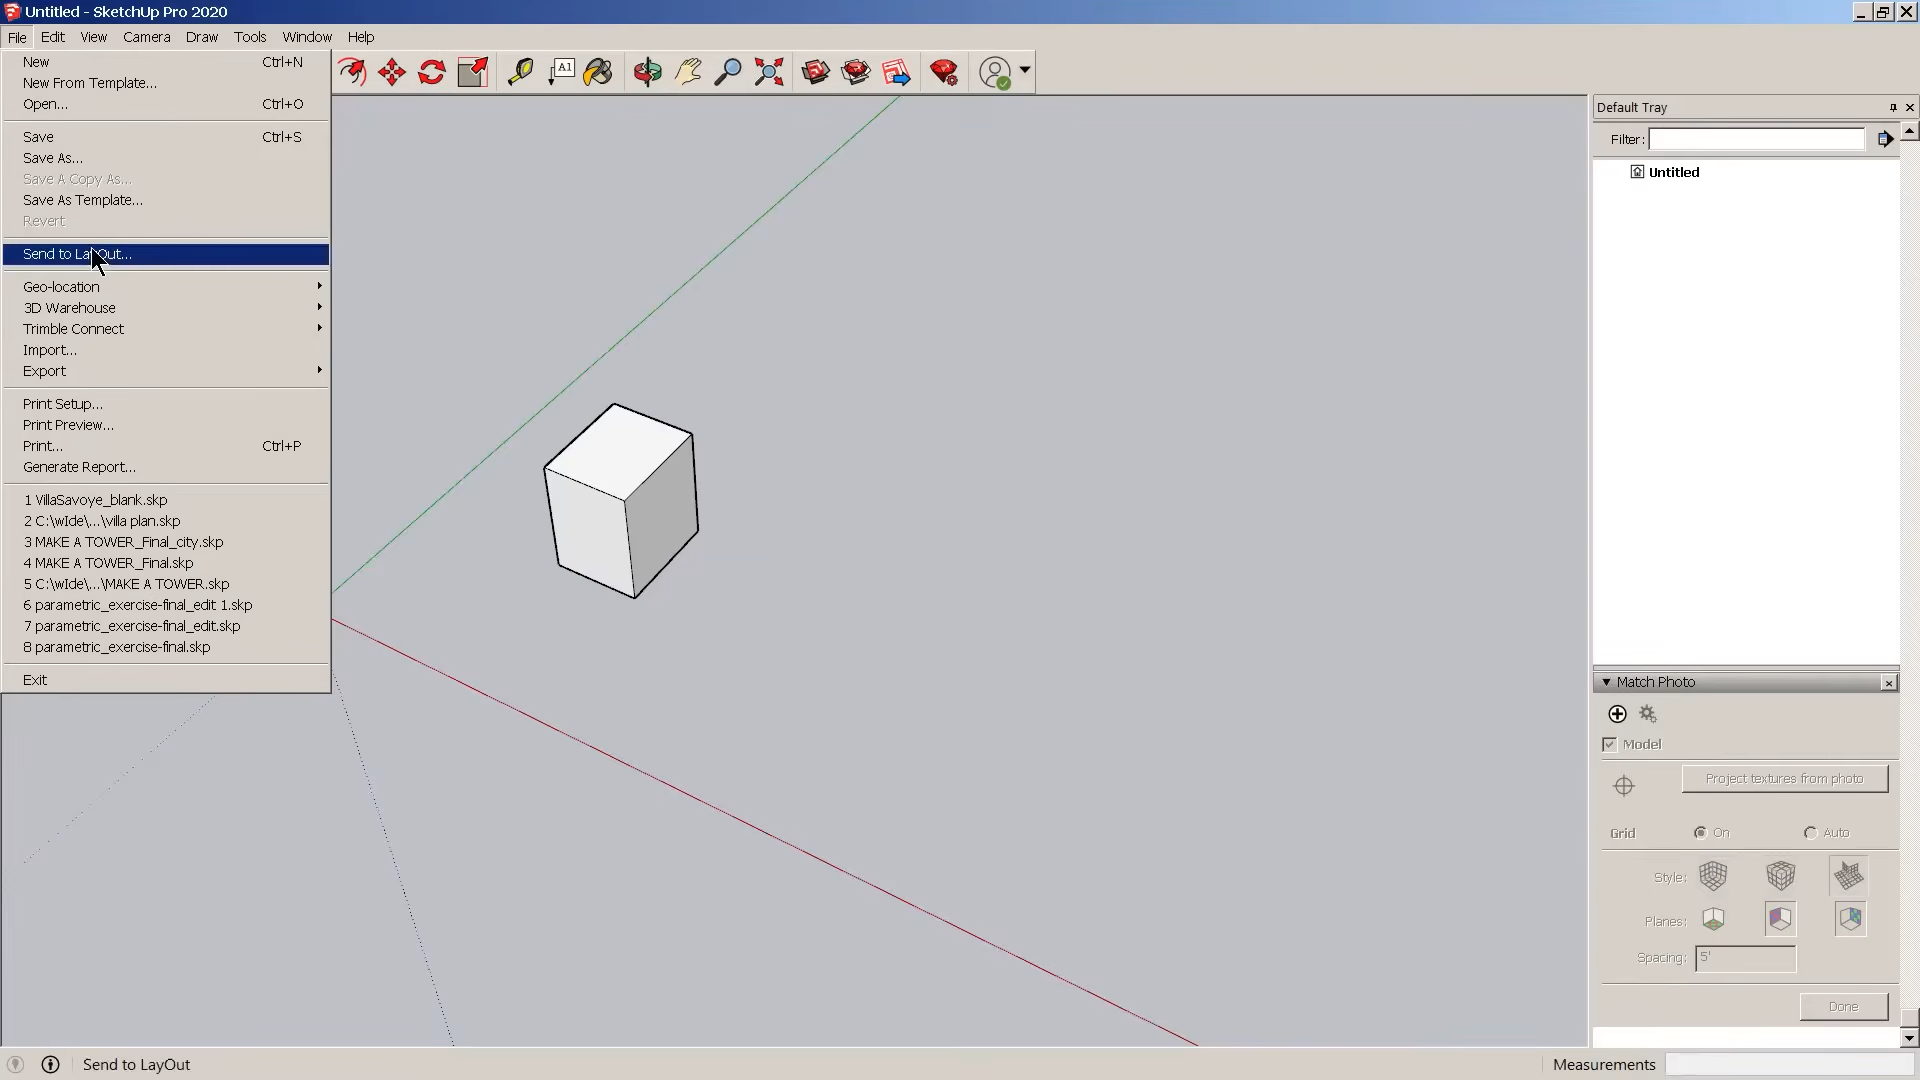 Untitled - SketchUp Pro 2020
File Edit View Camera Draw Tools Window Help
New Ctrl+N
New From Template...
Open... Ctrl+O
Save Ctrl+S
Save As...
Save A Copy As...
Save As Template...
Revert
Send to LayOut...
Geo-location
3D Warehouse
Trimble Connect
Import...
Export
Print Setup...
Print Preview...
Print... Ctrl+P
Generate Report...
1 VillaSavoye_blank.skp
2 C:\wIde\...\villa plan.skp
3 MAKE A TOWER_Final_city.skp
4 MAKE A TOWER_Final.skp
5 C:\wIde\...\MAKE A TOWER.skp
6 parametric_exercise-final_edit 1.skp
7 parametric_exercise-final_edit.skp
8 parametric_exercise-final.skp
Exit
A1
Default Tray
Filter:
Untitled
Match Photo
Model
Project textures from photo
Grid On Auto
Style:
Planes:
Spacing: 5'
Done
Send to LayOut
Measurements